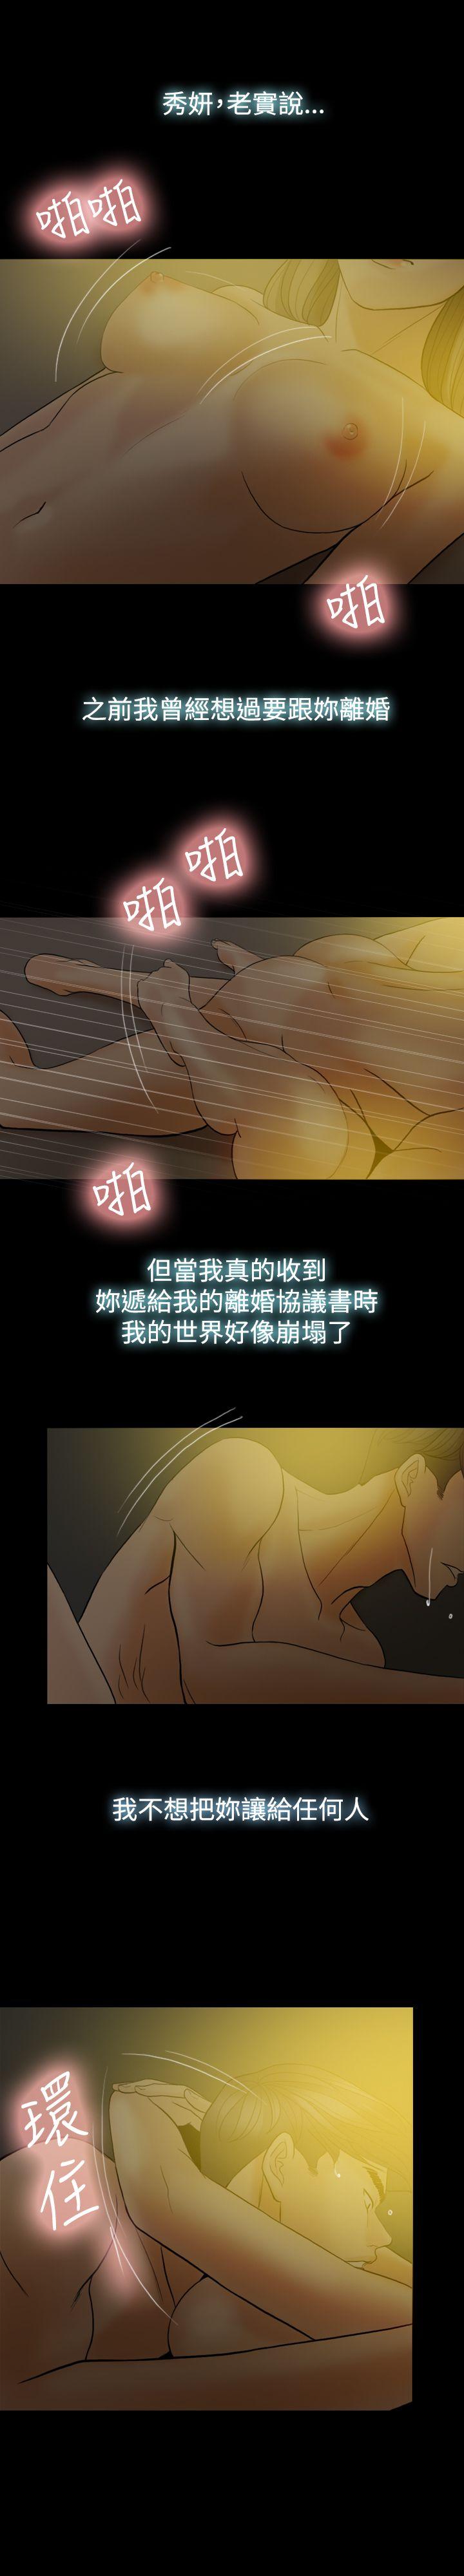 秀妍，老實說...
啪啪
啪
之前我曾經想過要跟妳離婚
啪
啪
啪
但當我真的收到
妳遞給我的離婚協議書時
我的世界好像崩塌了
我不想把妳讓給任何人
環
住